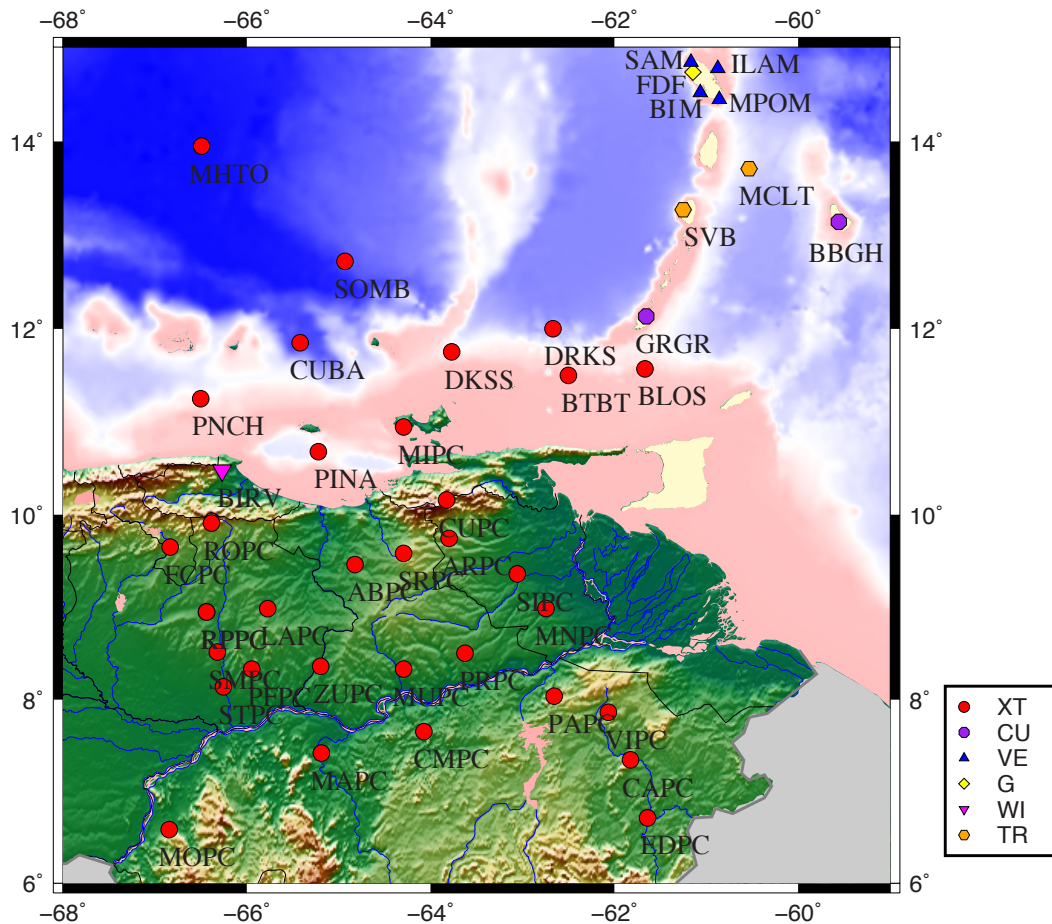 −68 −66 −64 −62 −60
SAM ILAM
FDF
BIM MPOM
14° 14°
MHTO
MCLT
SVB
BBGH
SOMB
12° 12°
GRGR
DRKS
CUBA
DKSS
BLOS
BTBT
PNCH
MIPC
PINA
BIRV
10° 10°
CUPC
ROPC
ARPC
FCPC
SRPC
ABPC
SIPC
MNPC
RPPC LAPC
SMPC
PRPC
PEPC ZUPC MUPC
STPC
8° 8°
PAPC
VIPC
CMPC
MAPC
CAPC
EDPC
MOPC
6° 6°
−68 −66 −64 −62 −60
XT
CU
VE
G
WI
TR